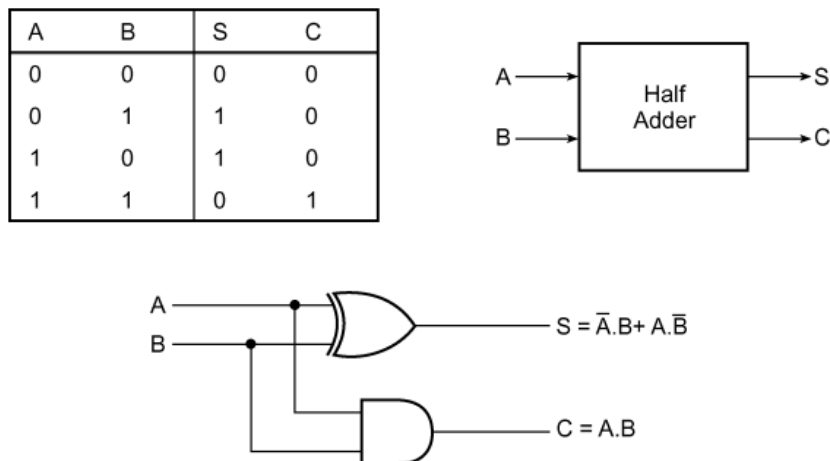 A B S C
0 0 0 0
0 1 1 0
1 0 1 0
1 1 0 1
A
B
Half
Adder
S
C
A
B
S = A̅.B+ A.B̅
C = A.B